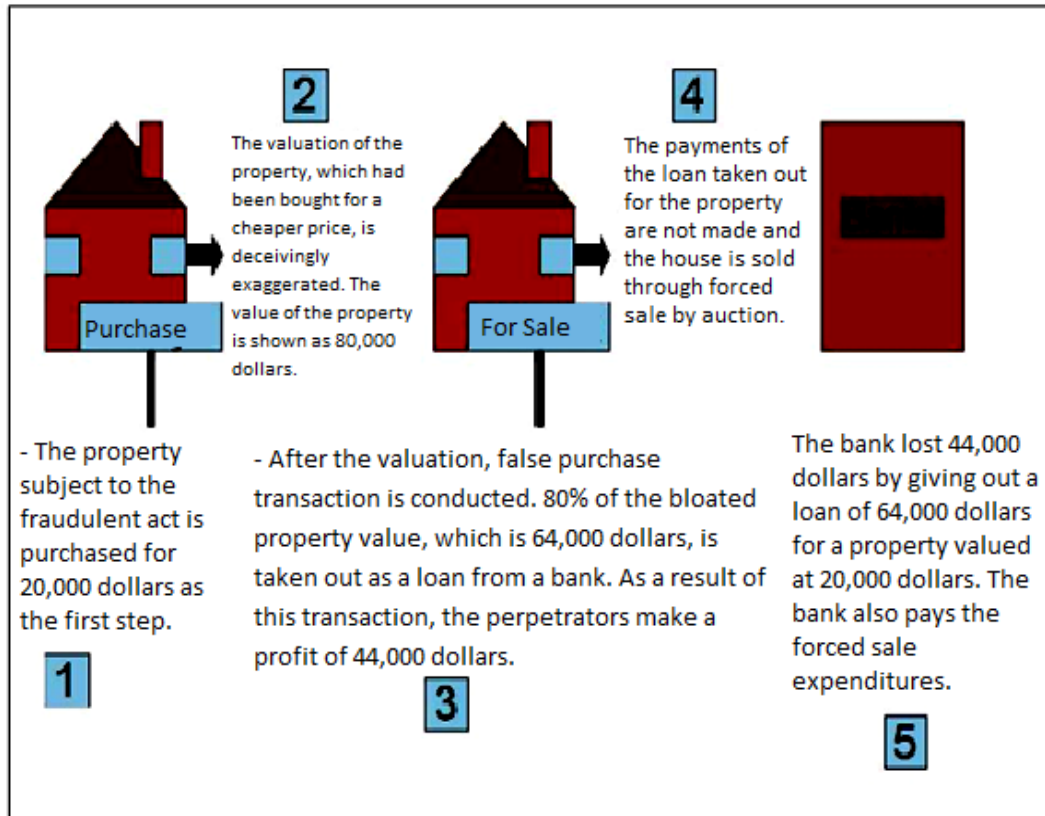 Purchase
- The property
subject to the
fraudulent act is
purchased for
20,000 dollars as
the first step.
1
2
The valuation of the
property, which had
been bought for a
cheaper price, is
deceivingly
exaggerated. The
value of the property
is shown as 80,000
dollars.
For Sale
- After the valuation, false purchase
transaction is conducted. 80% of the bloated
property value, which is 64,000 dollars, is
taken out as a loan from a bank. As a result of
this transaction, the perpetrators make a
profit of 44,000 dollars.
3
4
The payments of
the loan taken out
for the property
are not made and
the house is sold
through forced
sale by auction.
The bank lost 44,000
dollars by giving out a
loan of 64,000 dollars
for a property valued
at 20,000 dollars. The
bank also pays the
forced sale
expenditures.
5